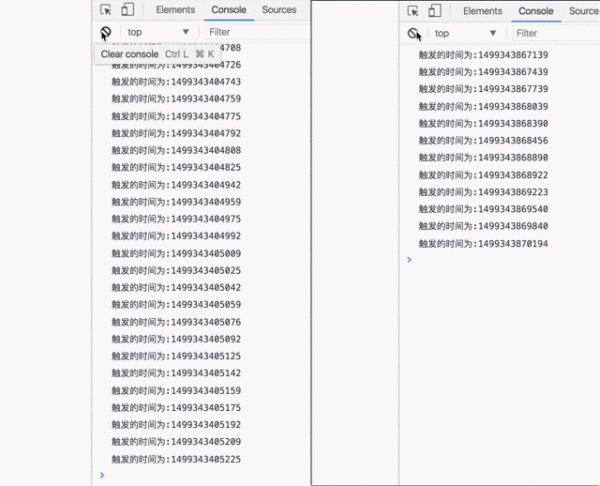 Elements Console Sources
top ▼ Filter
4708
Clear console Ctrl L ⌘ K
触发的时间为:1499343404726
触发的时间为:1499343404743
触发的时间为:1499343404759
触发的时间为:1499343404775
触发的时间为:1499343404792
触发的时间为:1499343404808
触发的时间为:1499343404825
触发的时间为:1499343404942
触发的时间为:1499343404959
触发的时间为:1499343404975
触发的时间为:1499343404992
触发的时间为:1499343405009
触发的时间为:1499343405025
触发的时间为:1499343405042
触发的时间为:1499343405059
触发的时间为:1499343405076
触发的时间为:1499343405092
触发的时间为:1499343405125
触发的时间为:1499343405142
触发的时间为:1499343405159
触发的时间为:1499343405175
触发的时间为:1499343405192
触发的时间为:1499343405209
触发的时间为:1499343405225
Elements Console Source
top ▼ Filter
触发的时间为:1499343867139
触发的时间为:1499343867439
触发的时间为:1499343867739
触发的时间为:1499343868039
触发的时间为:1499343868390
触发的时间为:1499343868456
触发的时间为:1499343868890
触发的时间为:1499343868922
触发的时间为:1499343869223
触发的时间为:1499343869540
触发的时间为:1499343869840
触发的时间为:1499343870194